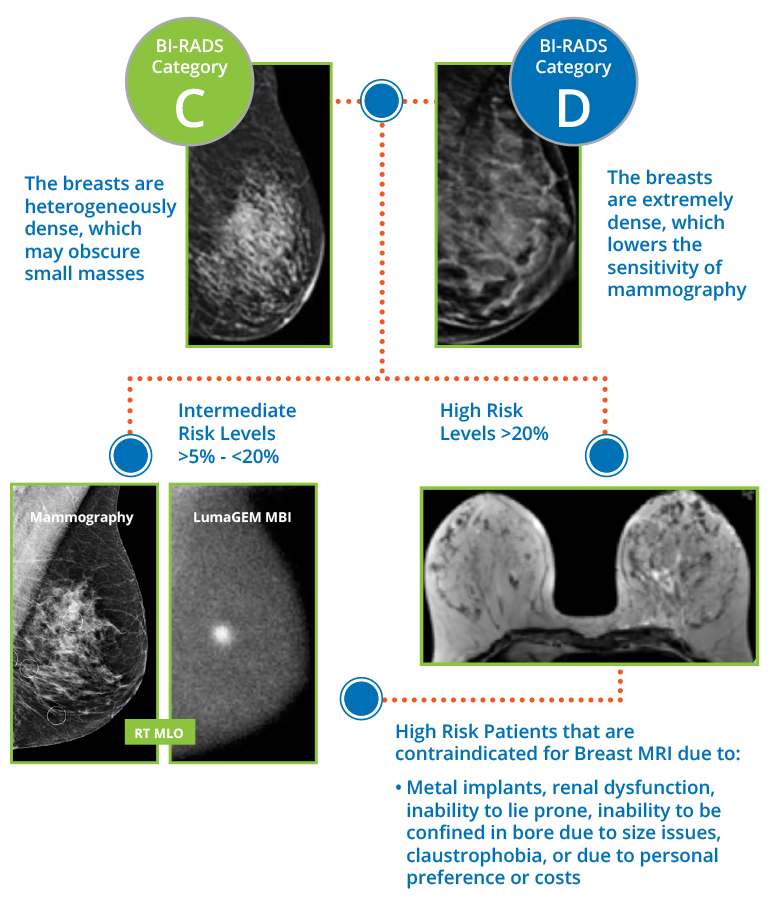 BI-RADS
Category
C
BI-RADS
Category
D
The breasts are
heterogeneously
dense, which
may obscure
small masses
The breasts
are extremely
dense, which
lowers the
sensitivity of
mammography
Intermediate
Risk Levels
>5% - <20%
High Risk
Levels >20%
Mammography
LumaGEM MBI
RT MLO
High Risk Patients that are
contraindicated for Breast MRI due to:
• Metal implants, renal dysfunction,
inability to lie prone, inability to be
confined in bore due to size issues,
claustrophobia, or due to personal
preference or costs